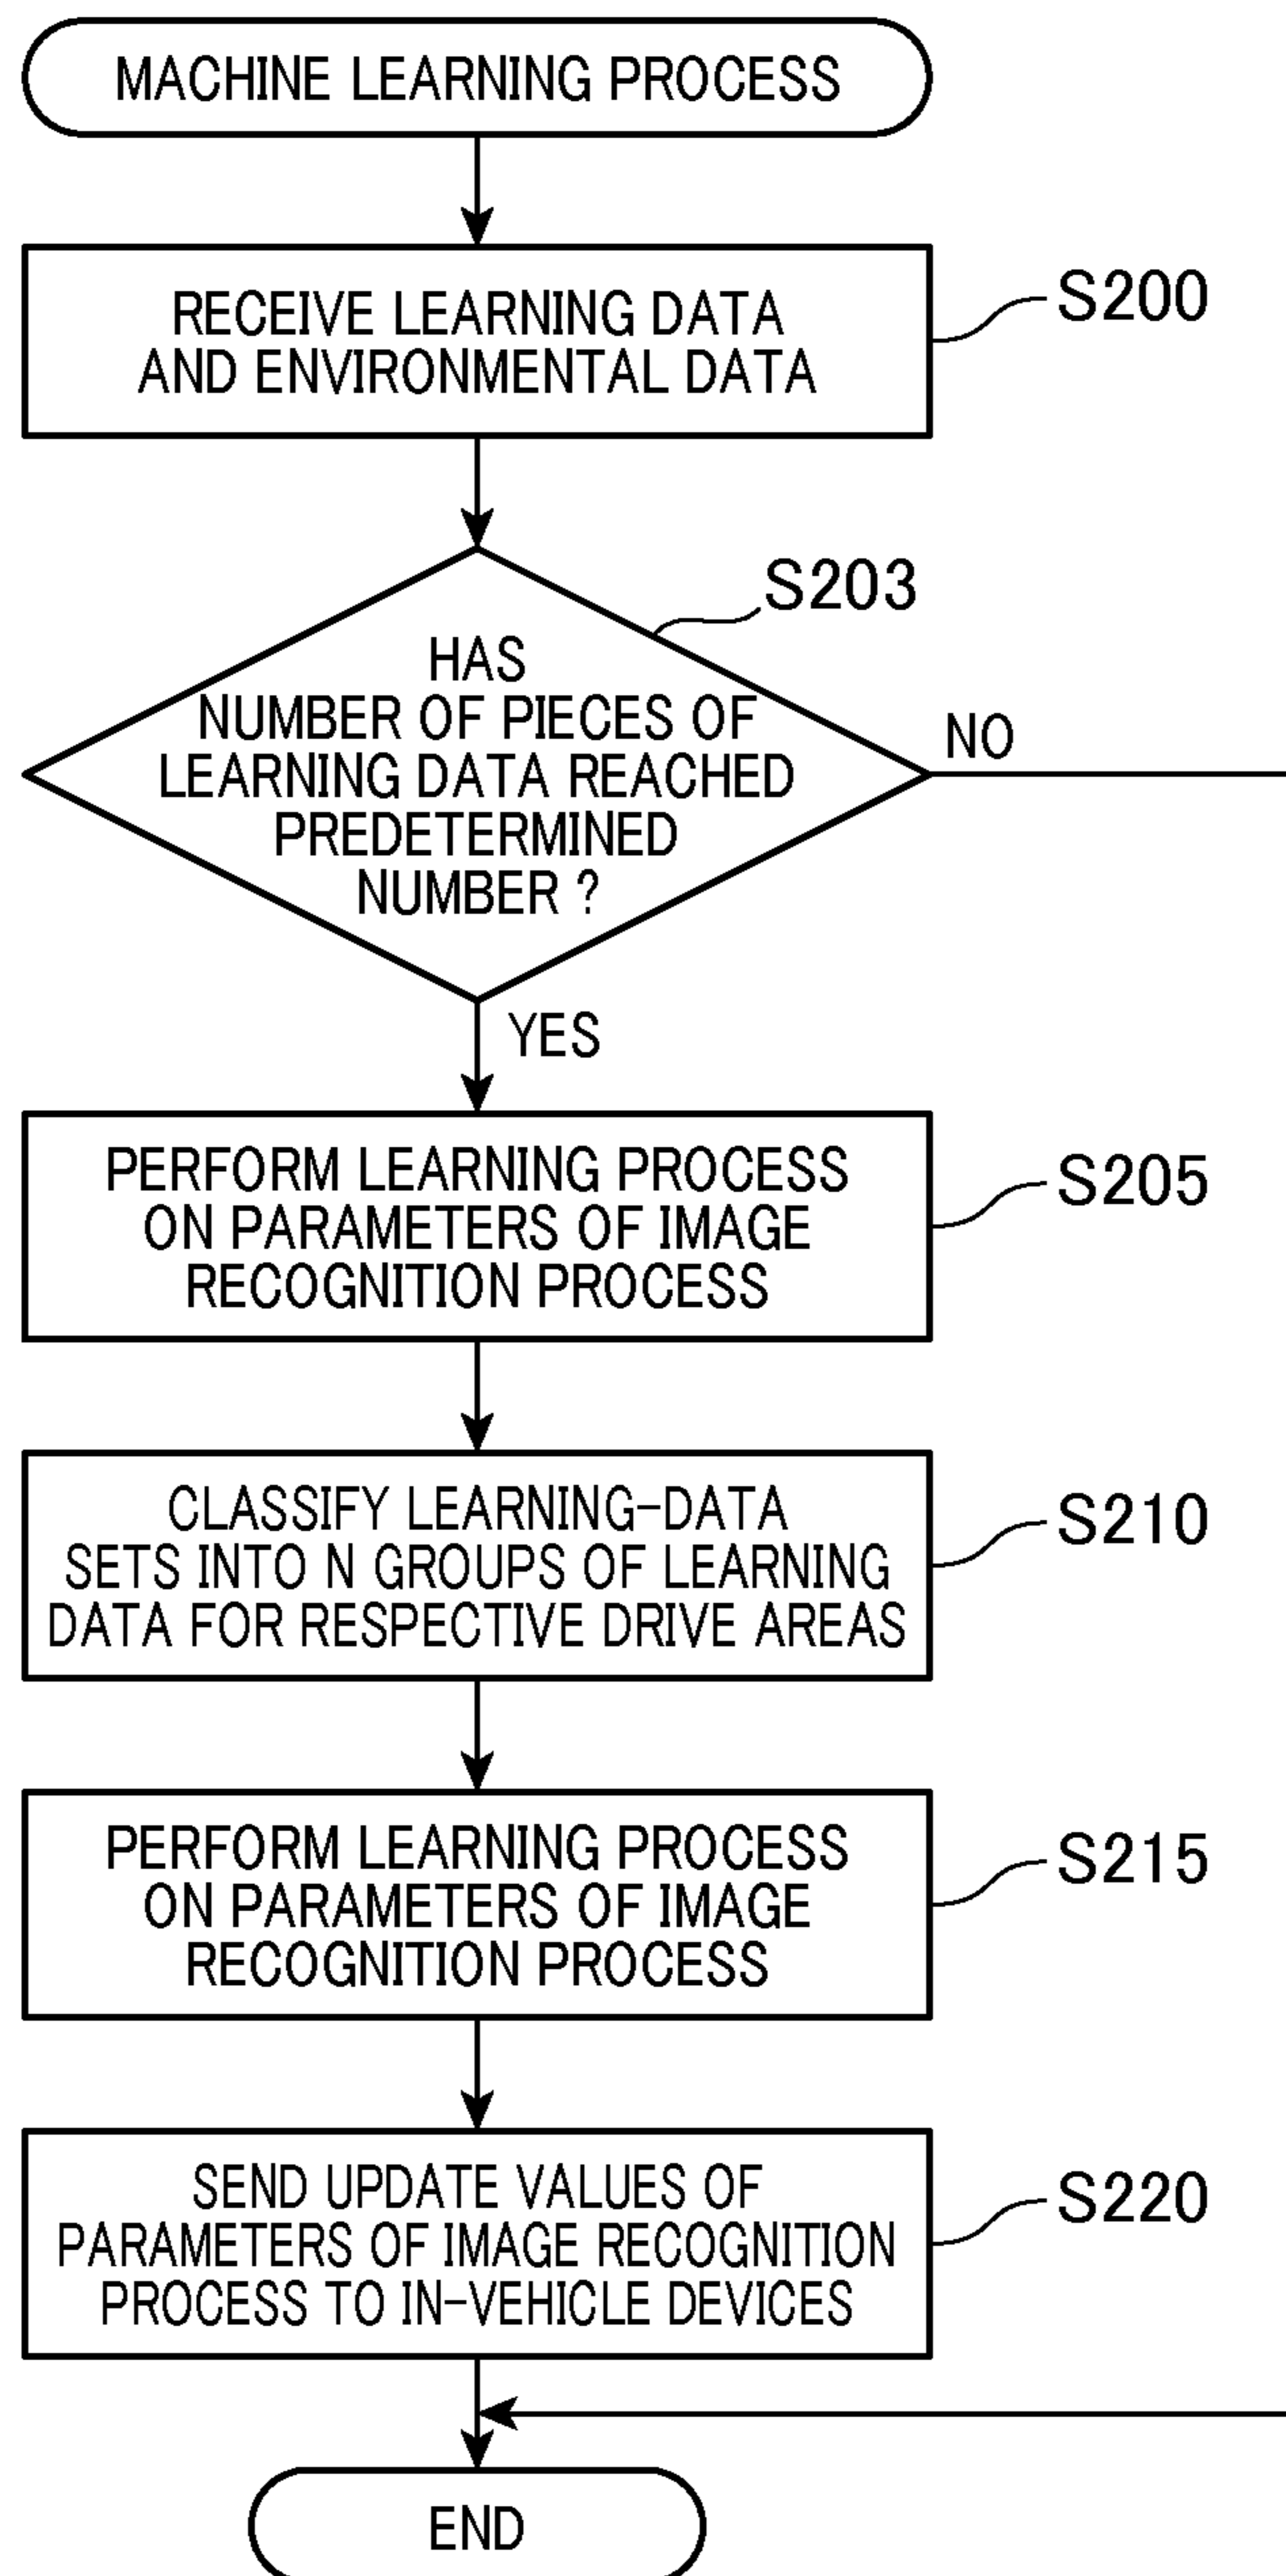 MACHINE LEARNING PROCESS
RECEIVE LEARNING DATA
AND ENVIRONMENTAL DATA
S200
S203
HAS
NUMBER OF PIECES OF
LEARNING DATA REACHED
PREDETERMINED
NUMBER ?
NO
YES
PERFORM LEARNING PROCESS
ON PARAMETERS OF IMAGE
RECOGNITION PROCESS
S205
CLASSIFY LEARNING-DATA
SETS INTO N GROUPS OF LEARNING
DATA FOR RESPECTIVE DRIVE AREAS
S210
PERFORM LEARNING PROCESS
ON PARAMETERS OF IMAGE
RECOGNITION PROCESS
S215
SEND UPDATE VALUES OF
PARAMETERS OF IMAGE RECOGNITION
PROCESS TO IN-VEHICLE DEVICES
S220
END